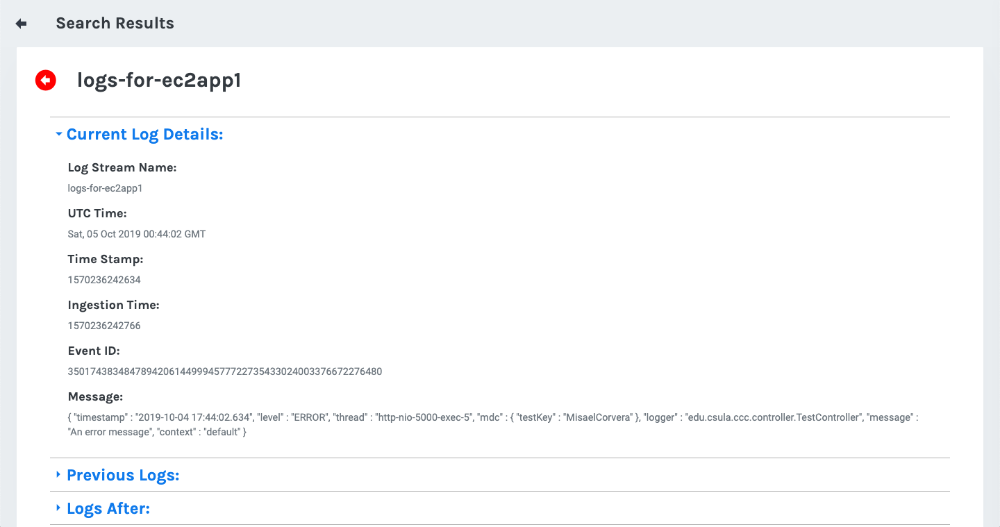 Search Results
logs-for-ec2app1
Current Log Details:
Log Stream Name:
logs-for-ec2app1
UTC Time:
Sat, 05 Oct 2019 00:44:02 GMT
Time Stamp:
1570236242634
Ingestion Time:
1570236242766
Event ID:
35017438348478942061449994577722735433024003376672276480
Message:
{ "timestamp" : "2019-10-04 17:44:02.634", "level" : "ERROR", "thread" : "http-nio-5000-exec-5", "mdc" : { "testKey" : "MisaelCorvera" }, "logger" : "edu.csula.ccc.controller.TestController", "message" :
"An error message", "context" : "default" }
Previous Logs:
Logs After: